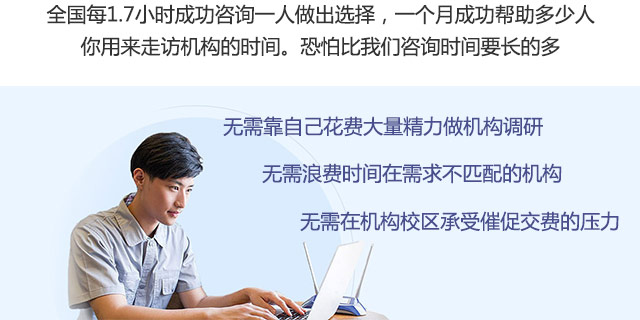 全国每1.7小时成功咨询一人做出选择，一个月成功帮助多少人
你用来走访机构的时间。恐怕比我们咨询时间要长的多
无需靠自己花费大量精力做机构调研
无需浪费时间在需求不匹配的机构
无需在机构校区承受催促交费的压力